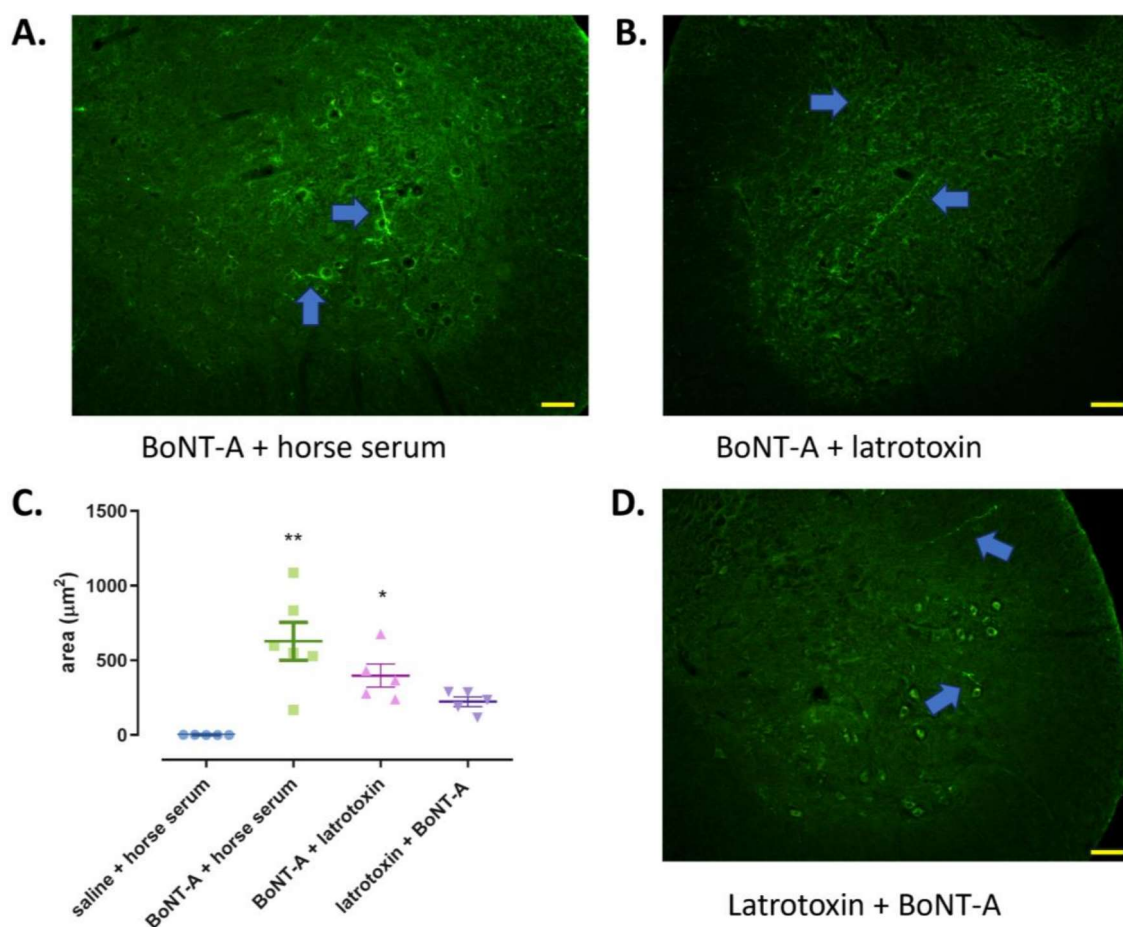 A.
B.
BoNT-A + horse serum
BoNT-A + latrotoxin
C.
1500
1000
500
0
area (μm²)
**
*
saline + horse serum
BoNT-A + horse serum
BoNT-A + latrotoxin
latrotoxin + BoNT-A
D.
Latrotoxin + BoNT-A